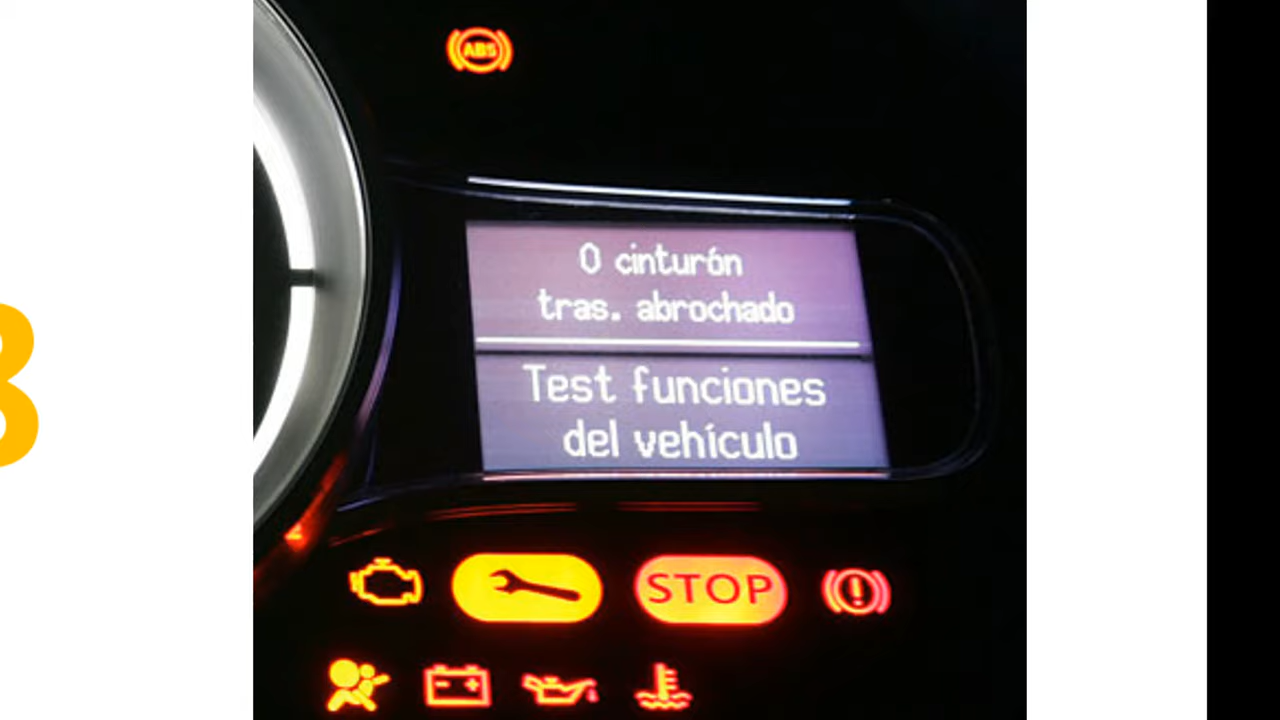 ABS
0 cinturón
tras. abrochado
Test funciones
del vehículo
STOP